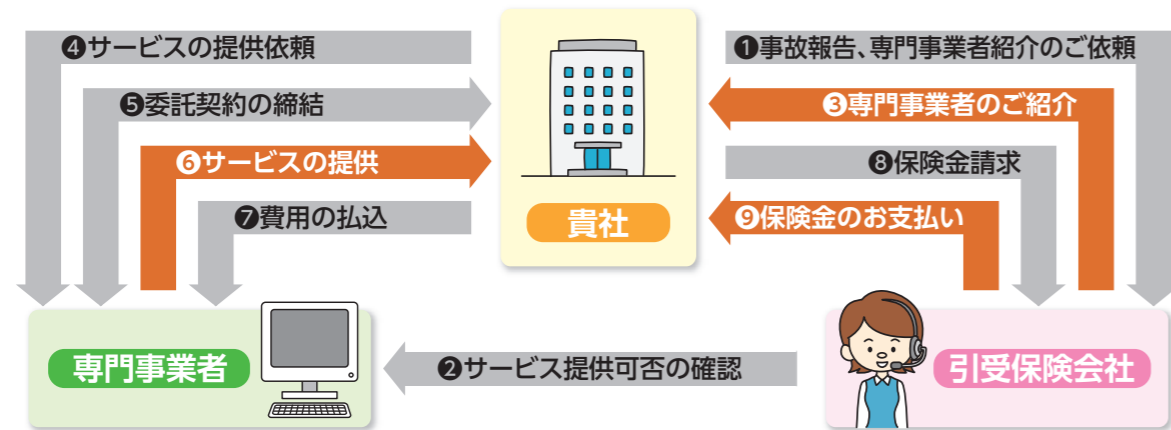 ❹サービスの提供依頼
❺委託契約の締結
❻サービスの提供
❼費用の払込
貴社
❶事故報告、専門事業者紹介のご依頼
❸専門事業者のご紹介
❽保険金請求
❾保険金のお支払い
専門事業者
❷サービス提供可否の確認
引受保険会社